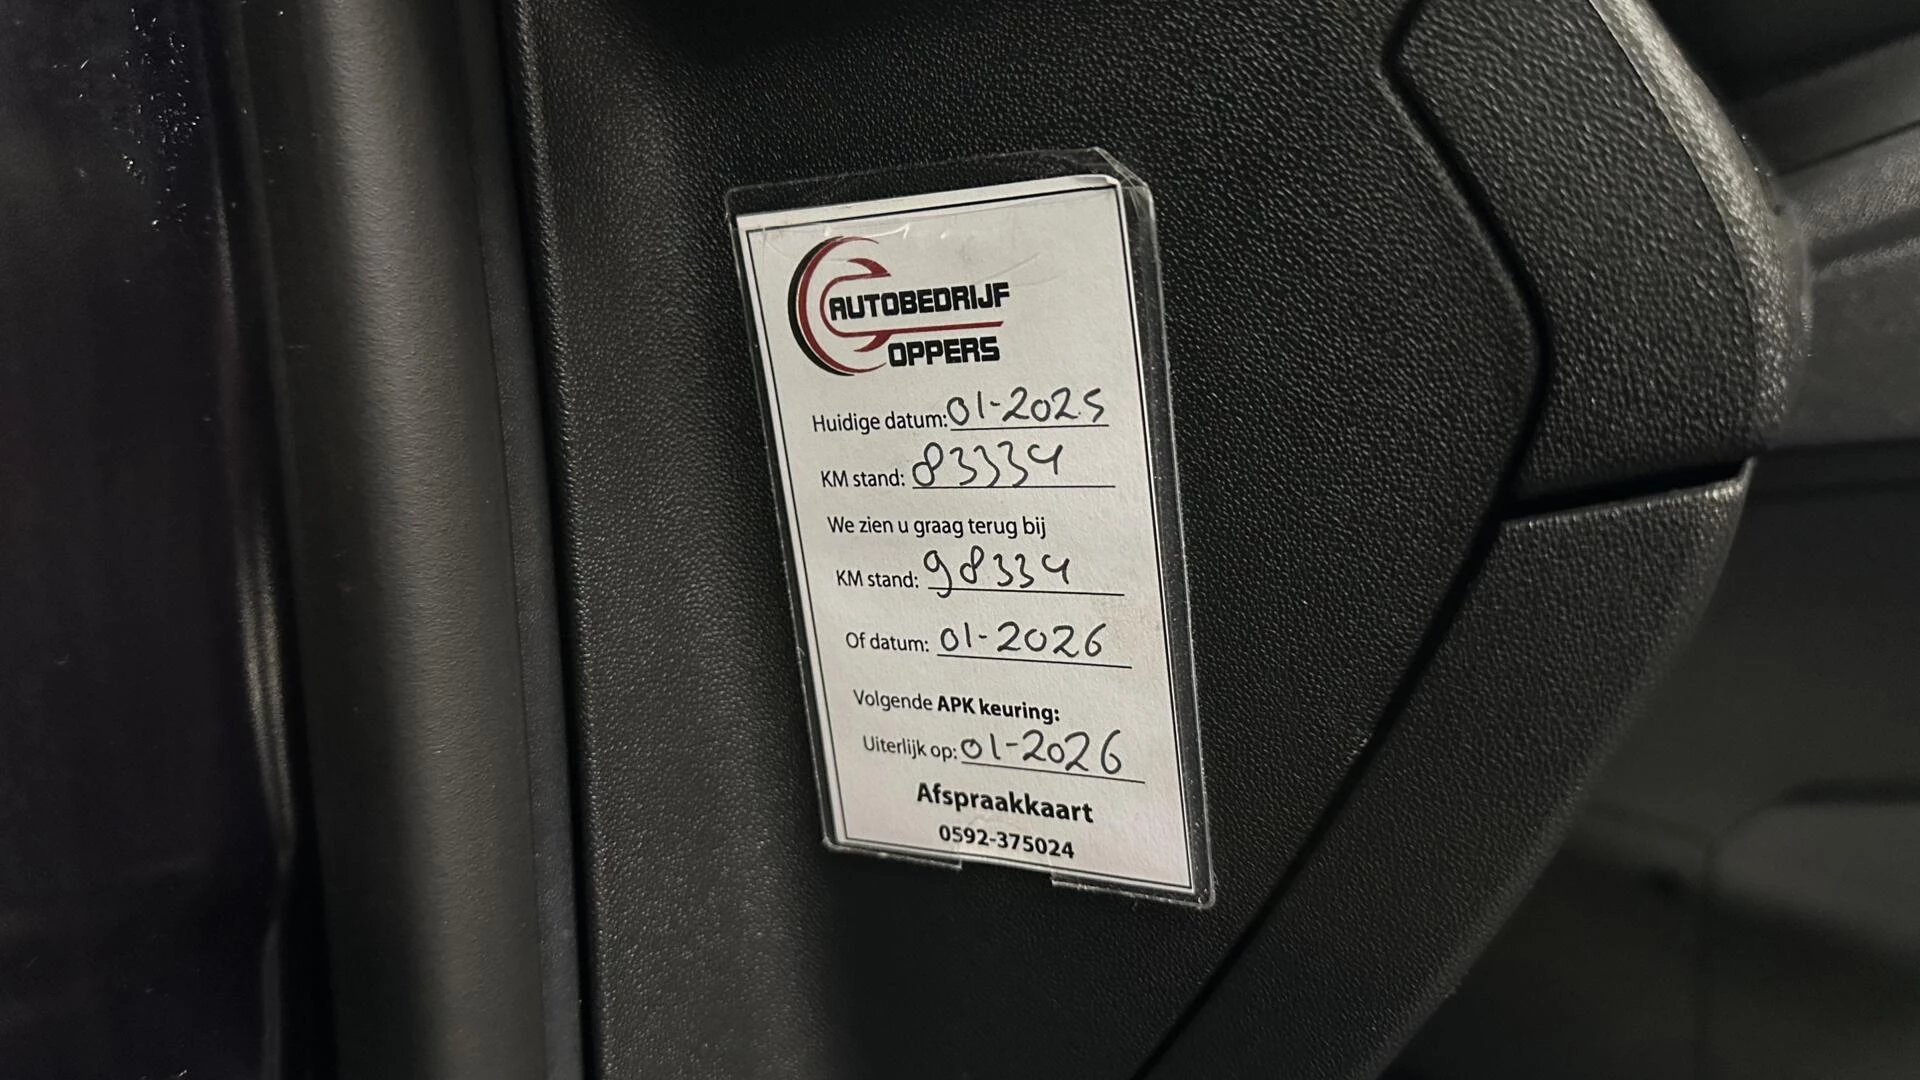 AUTOBEDRIJF
OPPERS
Huidige datum: 01-2025
KM stand: 83334
We zien u graag terug bij
KM stand: 98334
Of datum: 01-2026
Volgende APK keuring:
Uiterlijk op: 01-2026
Afspraakkaart
0592-375024